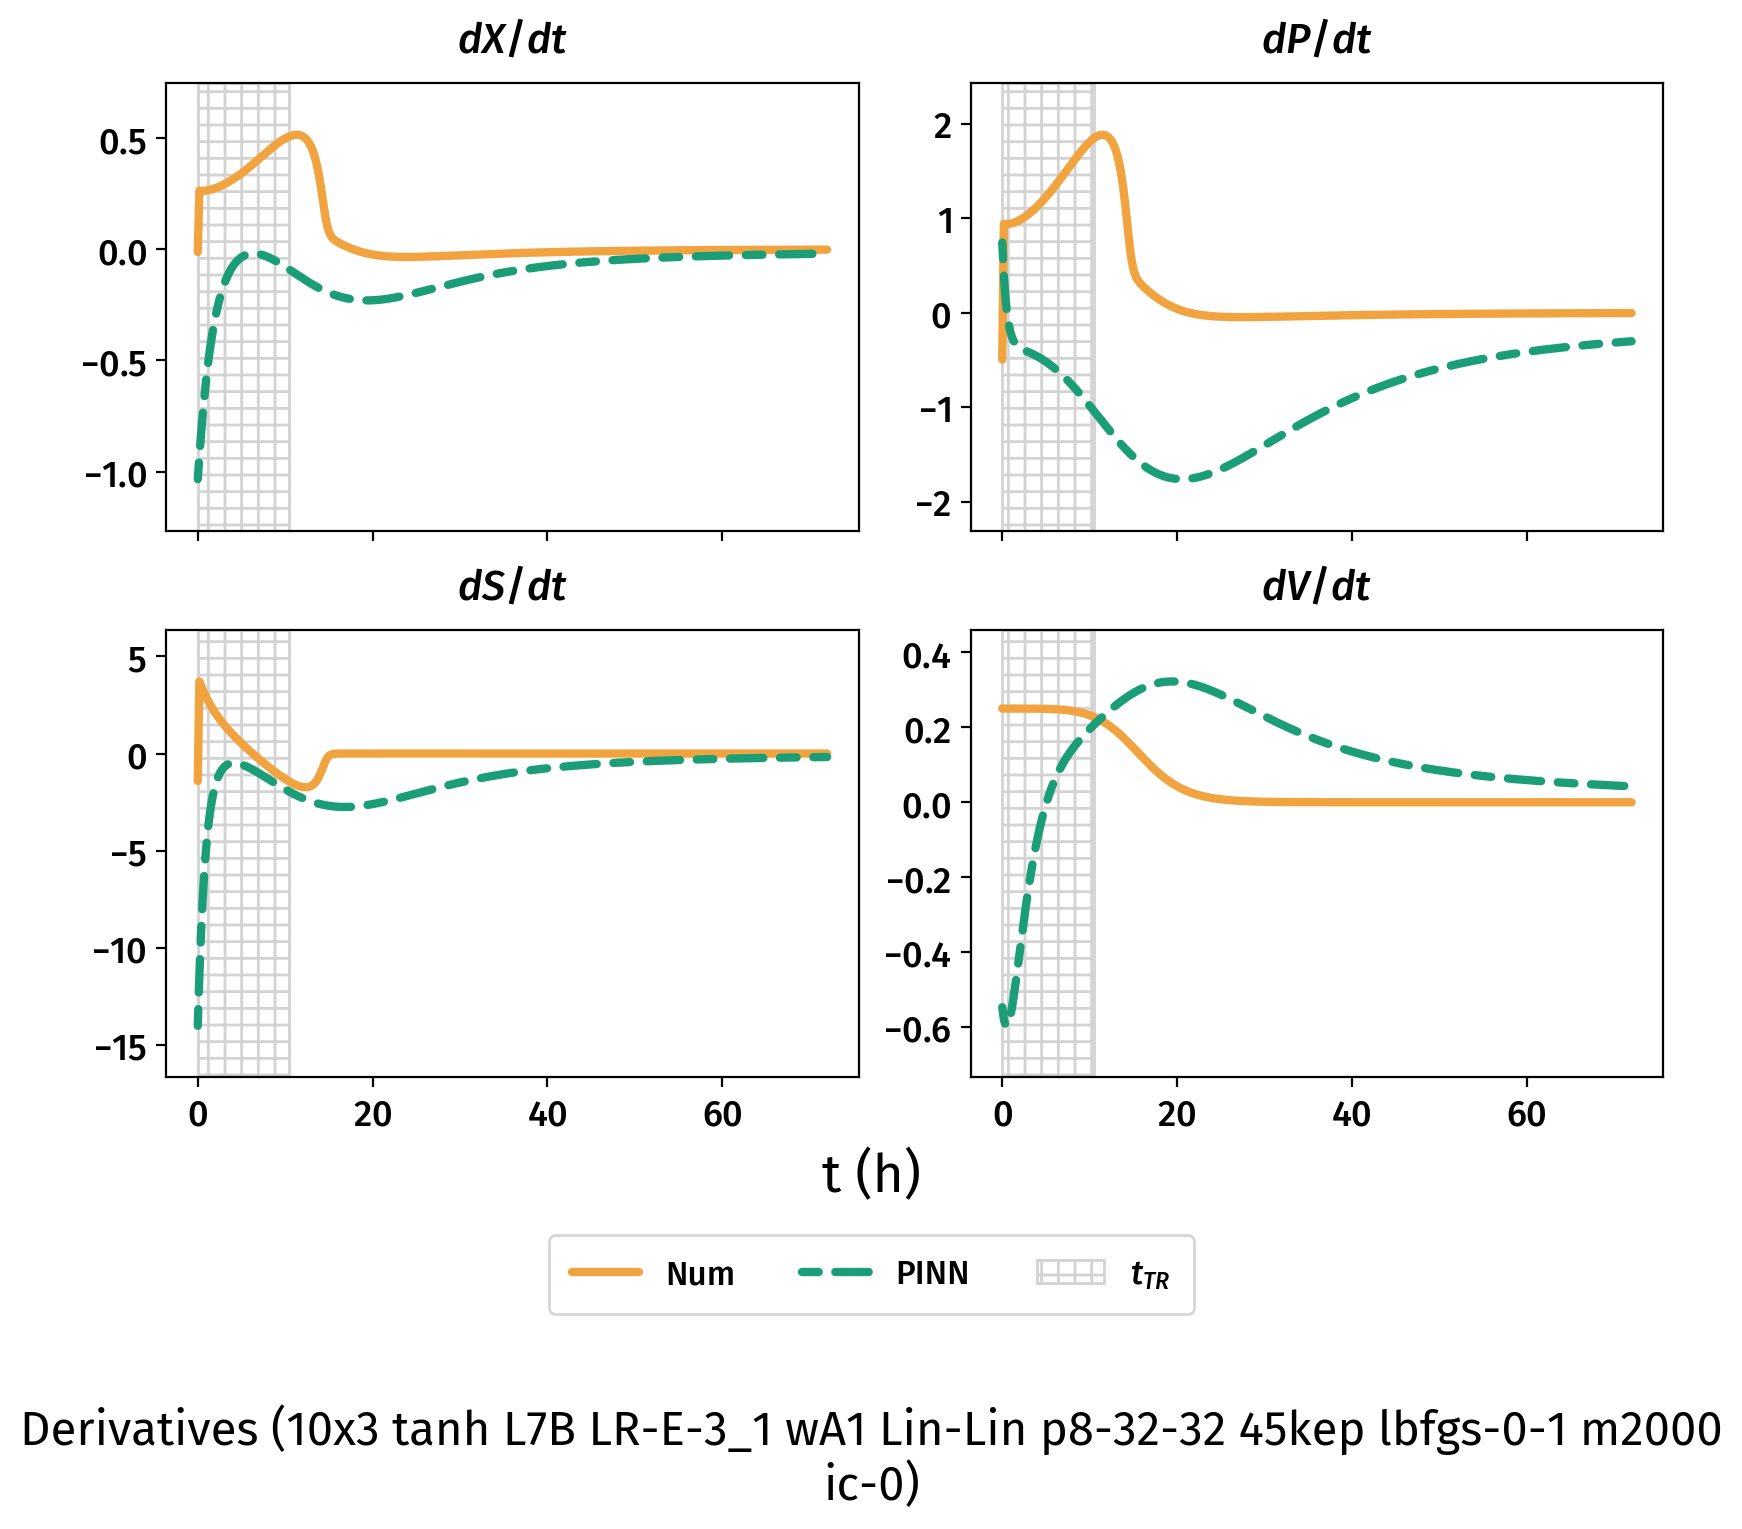 dX/dt
dP/dt
0.5
0.0
−0.5
−1.0
2
1
0
−1
−2
dS/dt
dV/dt
5
0
−5
−10
−15
0.4
0.2
0.0
−0.2
−0.4
−0.6
0 20 40 60
0 20 40 60
t (h)
Num PINN t_TR
Derivatives (10x3 tanh L7B LR-E-3_1 wA1 Lin-Lin p8-32-32 45kep lbfgs-0-1 m2000
ic-0)